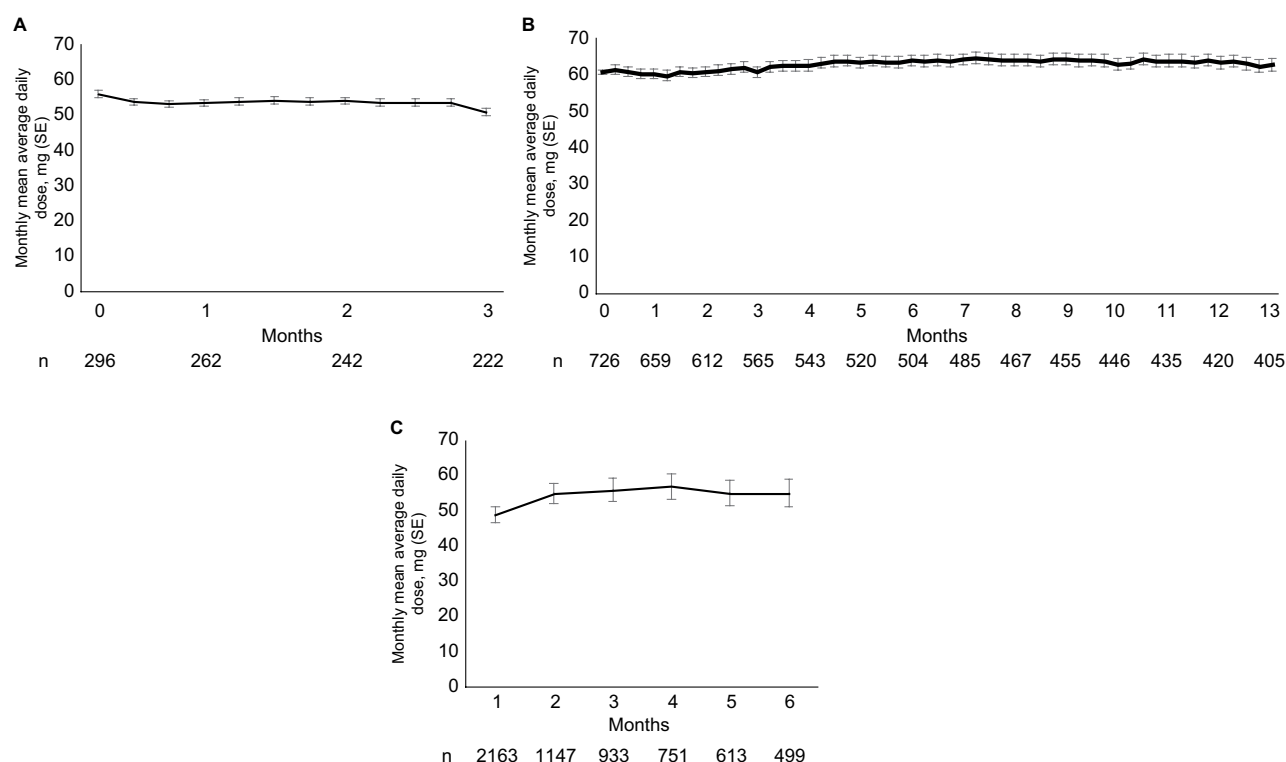 A
Monthly mean average daily
dose, mg (SE)
70
60
50
40
30
20
10
0
0 1 2 3
Months
n 296 262 242 222
B
Monthly mean average daily
dose, mg (SE)
70
60
50
40
30
20
10
0
0 1 2 3 4 5 6 7 8 9 10 11 12 13
Months
n 726 659 612 565 543 520 504 485 467 455 446 435 420 405
C
Monthly mean average daily
dose, mg (SE)
70
60
50
40
30
20
10
0
1 2 3 4 5 6
Months
n 2163 1147 933 751 613 499